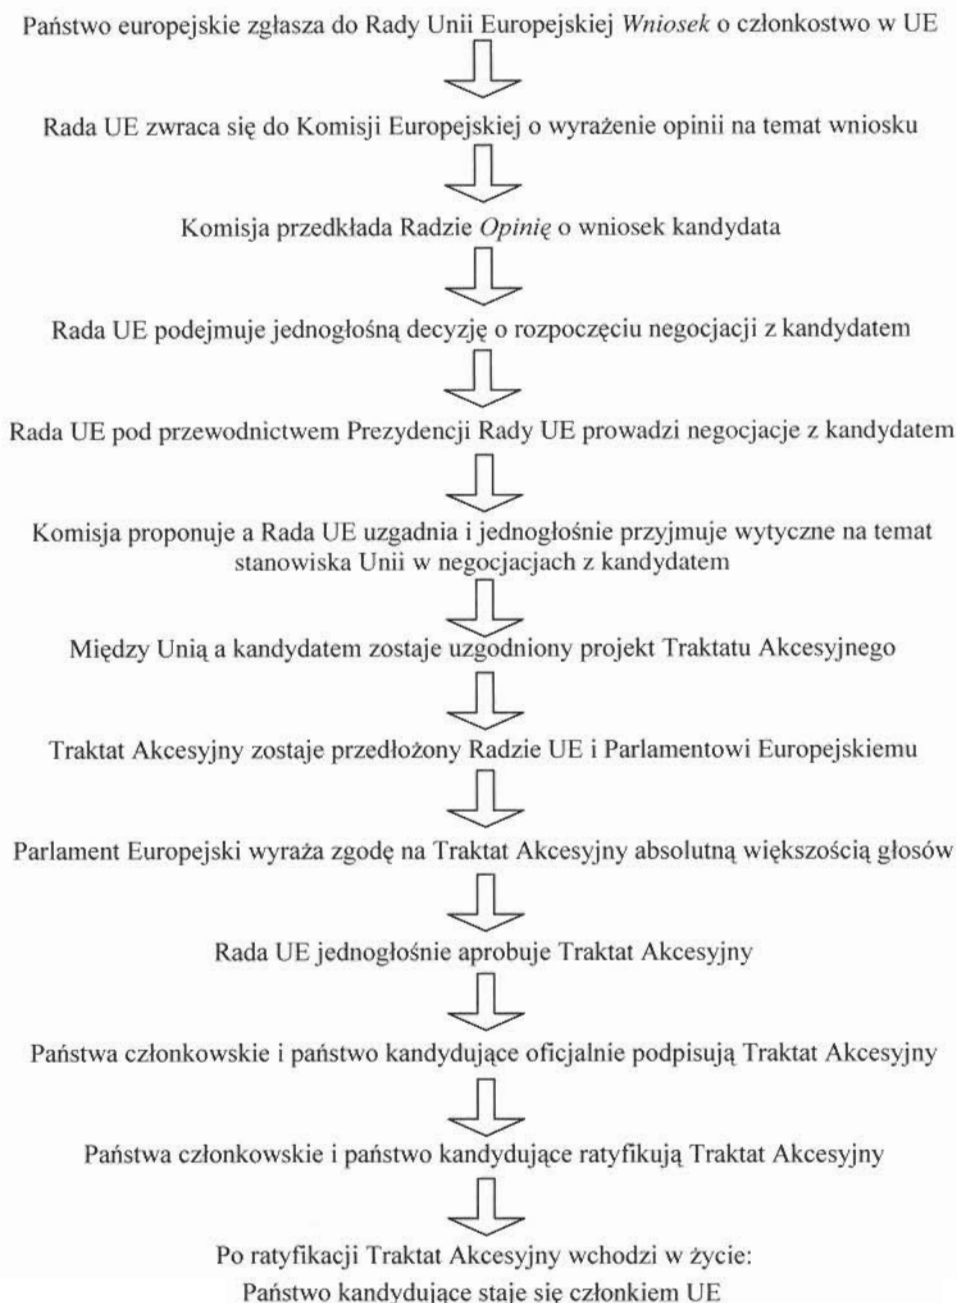 Państwo europejskie zgłasza do Rady Unii Europejskiej Wniosek o członkostwo w UE
Rada UE zwraca się do Komisji Europejskiej o wyrażenie opinii na temat wniosku
Komisja przedkłada Radzie Opinię o wniosek kandydata
Rada UE podejmuje jednogłośną decyzję o rozpoczęciu negocjacji z kandydatem
Rada UE pod przewodnictwem Prezydencji Rady UE prowadzi negocjacje z kandydatem
Komisja proponuje a Rada UE uzgadnia i jednogłośnie przyjmuje wytyczne na temat
stanowiska Unii w negocjacjach z kandydatem
Między Unią a kandydatem zostaje uzgodniony projekt Traktatu Akcesyjnego
Traktat Akcesyjny zostaje przedłożony Radzie UE i Parlamentowi Europejskiemu
Parlament Europejski wyraża zgodę na Traktat Akcesyjny absolutną większością głosów
Rada UE jednogłośnie aprobuje Traktat Akcesyjny
Państwa członkowskie i państwo kandydujące oficjalnie podpisują Traktat Akcesyjny
Państwa członkowskie i państwo kandydujące ratyfikują Traktat Akcesyjny
Po ratyfikacji Traktat Akcesyjny wchodzi w życie:
Państwo kandydujące staje się członkiem UE